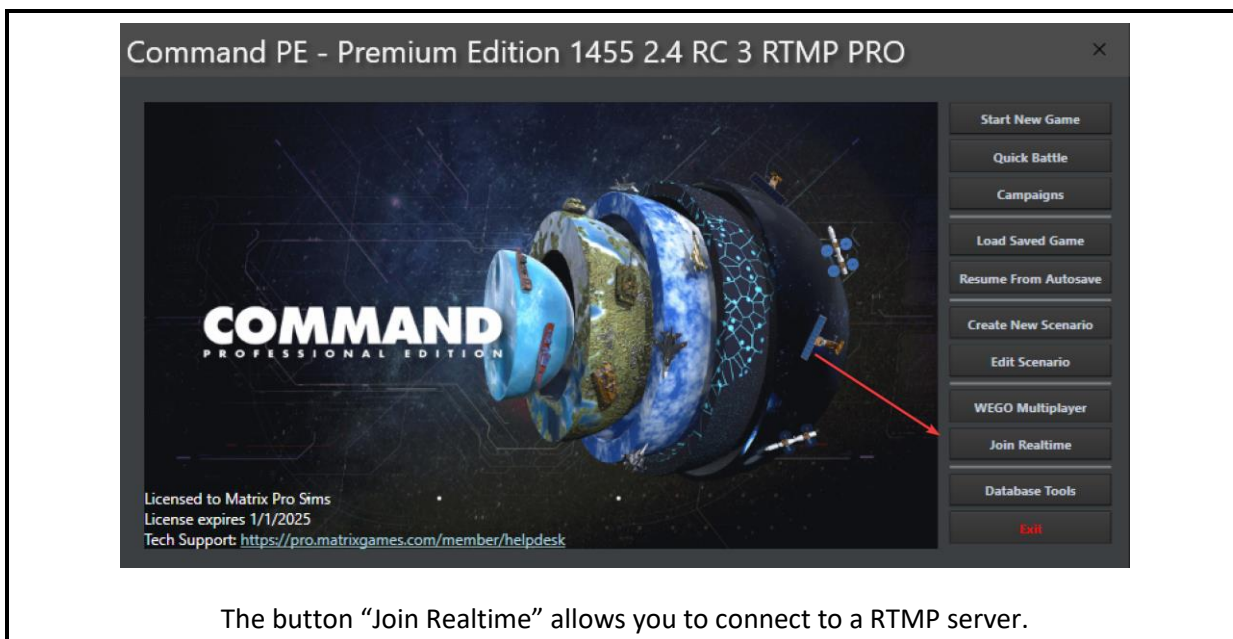 Command PE - Premium Edition 1455 2.4 RC 3 RTMP PRO
Start New Game
Quick Battle
Campaigns
Load Saved Game
Resume From Autosave
Create New Scenario
Edit Scenario
WEGO Multiplayer
Join Realtime
Database Tools
Exit
COMMAND
PROFESSIONAL EDITION
Licensed to Matrix Pro Sims
License expires 1/1/2025
Tech Support: https://pro.matrixgames.com/member/helpdesk
The button “Join Realtime” allows you to connect to a RTMP server.